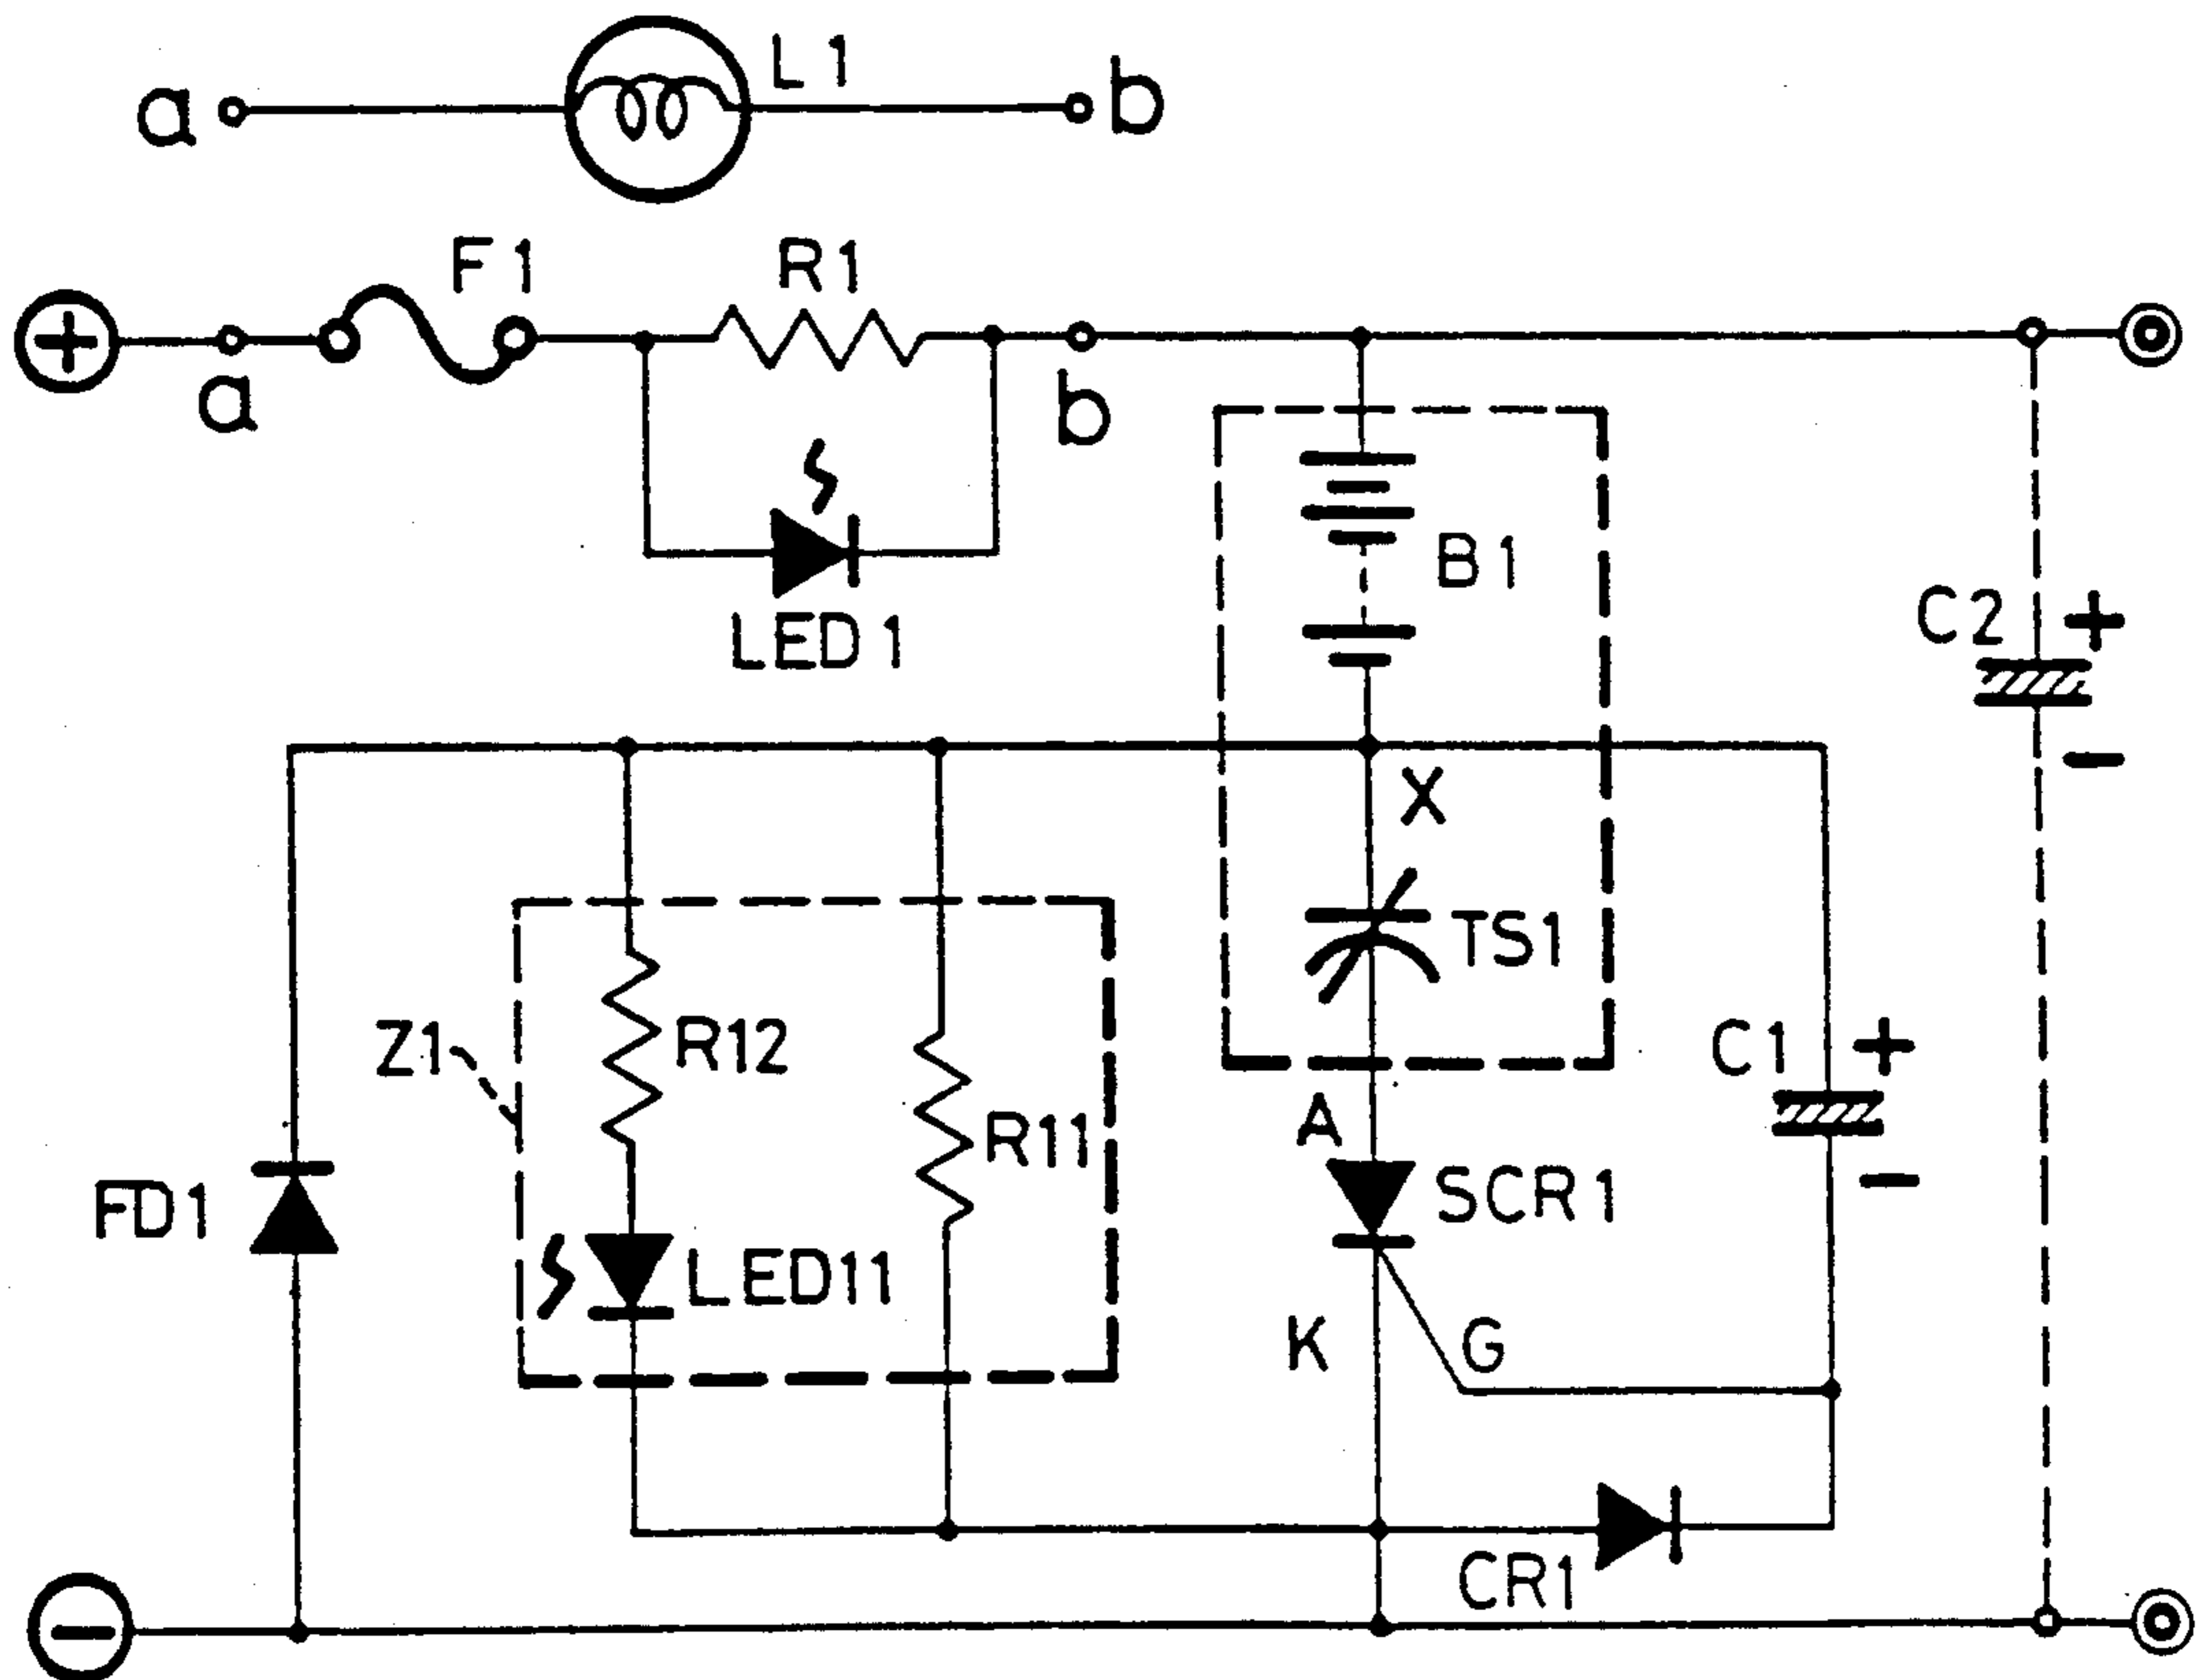 a
L1
b
F1
R1
+
a
b
LED1
B1
C2
+
−
X
TS1
Z1
R12
R11
C1
+
−
A
SCR1
FD1
LED11
K
G
CR1
−